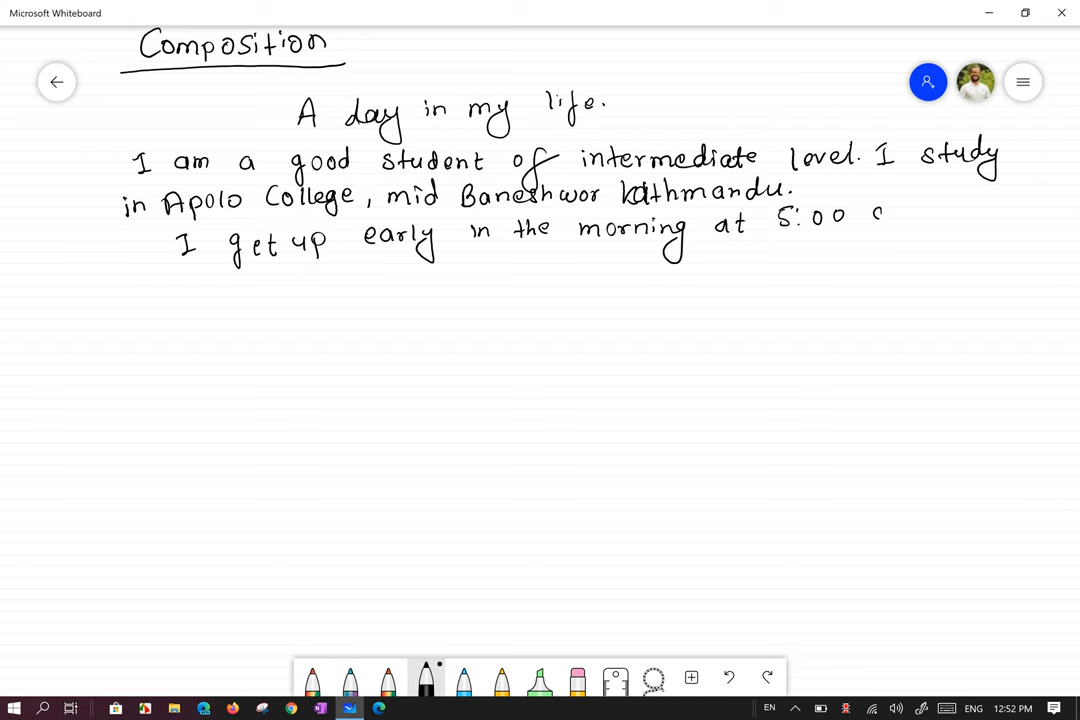 Microsoft Whiteboard
Composition
A day in my life.
I am a good student of intermediate level. I study
in Apolo College, mid Baneshwor Kathmandu.
I get up early in the morning at 5:00
EN
ENG
12:52 PM